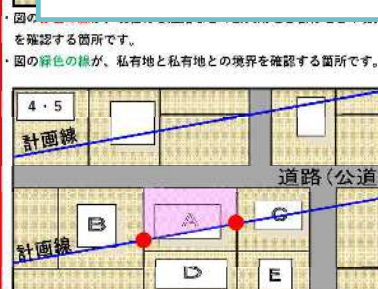 ・図の
を確認する箇所です。
・図の緑色の線が、私有地と私有地との境界を確認する箇所です。
4・5
計画線
道路(公道
B
A
C
計画線
D
E